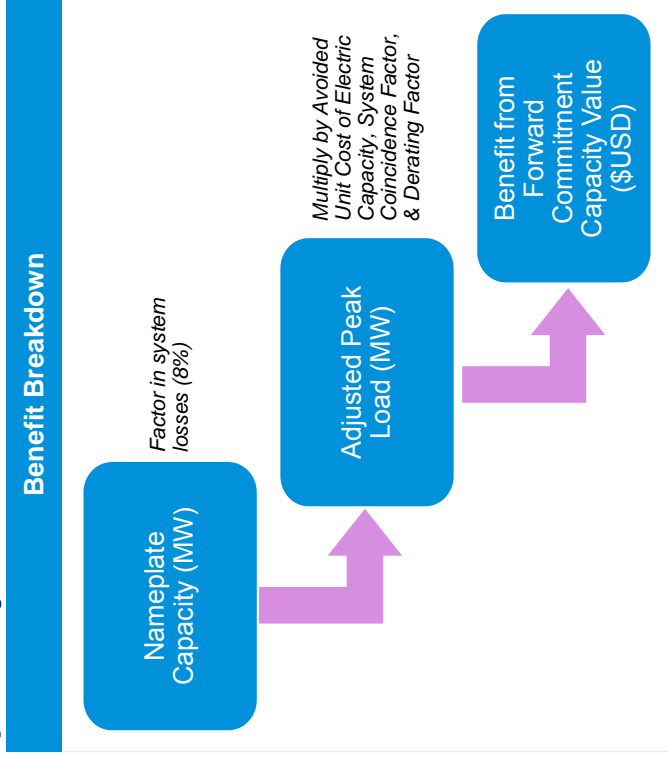 Benefit Breakdown
Nameplate
Capacity (MW)
Factor in system
losses (8%)
Adjusted Peak
Load (MW)
Multiply by Avoided
Unit Cost of Electric
Capacity, System
Coincidence Factor,
& Derating Factor
Benefit from
Forward
Commitment
Capacity Value
($USD)